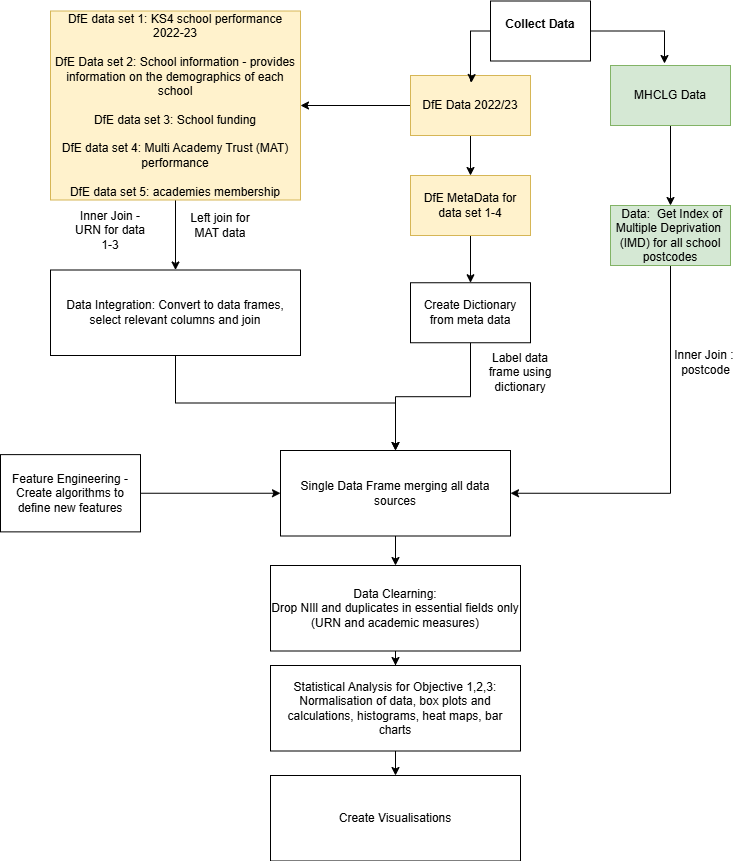 Collect Data
DfE data set 1: KS4 school performance
2022-23
DfE Data set 2: School information - provides
information on the demographics of each
school
DfE data set 3: School funding
DfE data set 4: Multi Academy Trust (MAT)
performance
DfE data set 5: academies membership
DfE Data 2022/23
MHCLG Data
DfE MetaData for
data set 1-4
Data:  Get Index of
Multiple Deprivation
(IMD) for all school
postcodes
Inner Join -
URN for data
1-3
Left join for
MAT data
Data Integration: Convert to data frames,
select relevant columns and join
Create Dictionary
from meta data
Label data
frame using
dictionary
Inner Join :
postcode
Feature Engineering -
Create algorithms to
define new features
Single Data Frame merging all data
sources
Data Clearning:
Drop NIII and duplicates in essential fields only
(URN and academic measures)
Statistical Analysis for Objective 1,2,3:
Normalisation of data, box plots and
calculations, histograms, heat maps, bar
charts
Create Visualisations